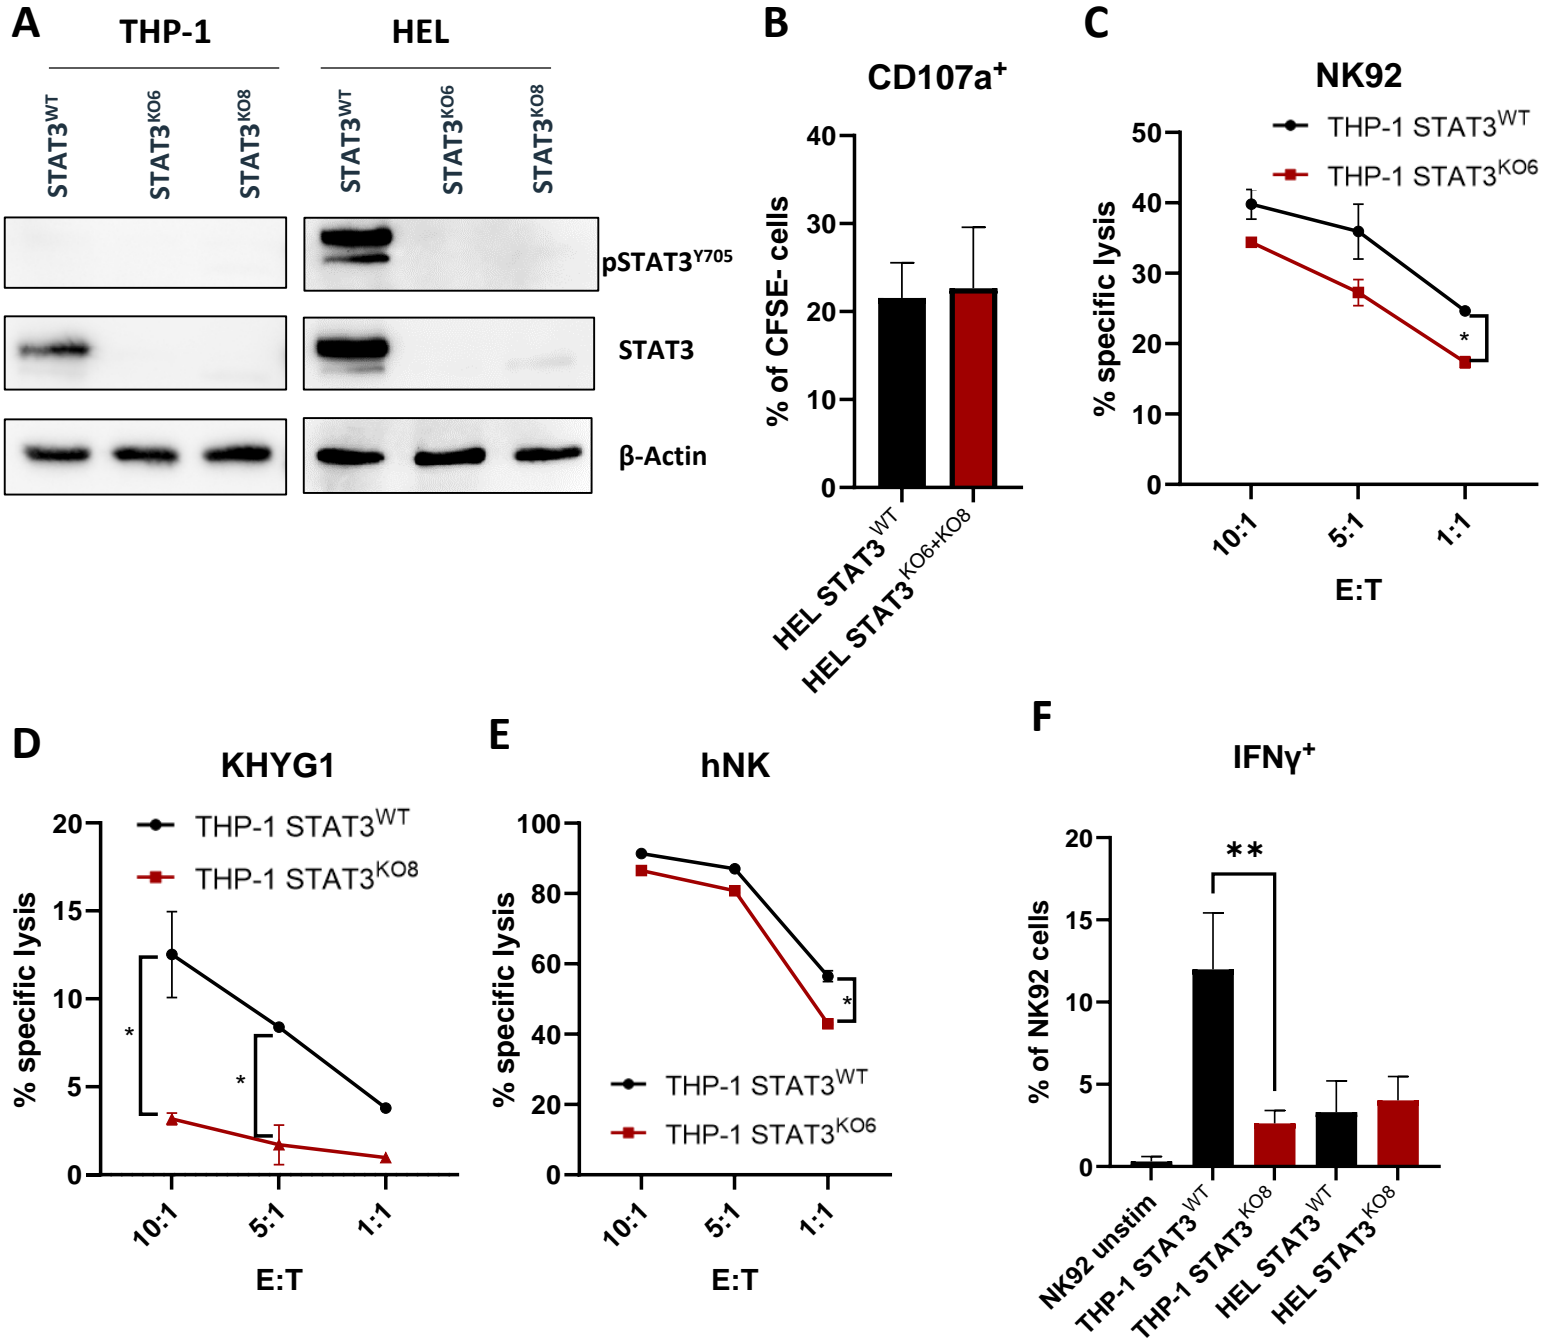 A
THP-1
HEL
STAT3WT
STAT3KO6
STAT3KO8
STAT3WT
STAT3KO6
STAT3KO8
pSTAT3Y705
STAT3
β-Actin
B
CD107a+
% of CFSE- cells
40
30
20
10
0
HEL STAT3WT
HEL STAT3KO6+KO8
C
NK92
THP-1 STAT3WT
THP-1 STAT3KO6
% specific lysis
50
40
30
20
10
0
*
10:1
5:1
1:1
E:T
D
KHYG1
THP-1 STAT3WT
THP-1 STAT3KO8
% specific lysis
20
15
10
5
0
*
*
10:1
5:1
1:1
E:T
E
hNK
% specific lysis
100
80
60
40
20
0
*
THP-1 STAT3WT
THP-1 STAT3KO6
10:1
5:1
1:1
E:T
F
IFNγ+
% of NK92 cells
20
15
10
5
0
**
NK92 unstim
THP-1 STAT3WT
THP-1 STAT3KO8
HEL STAT3WT
HEL STAT3KO8